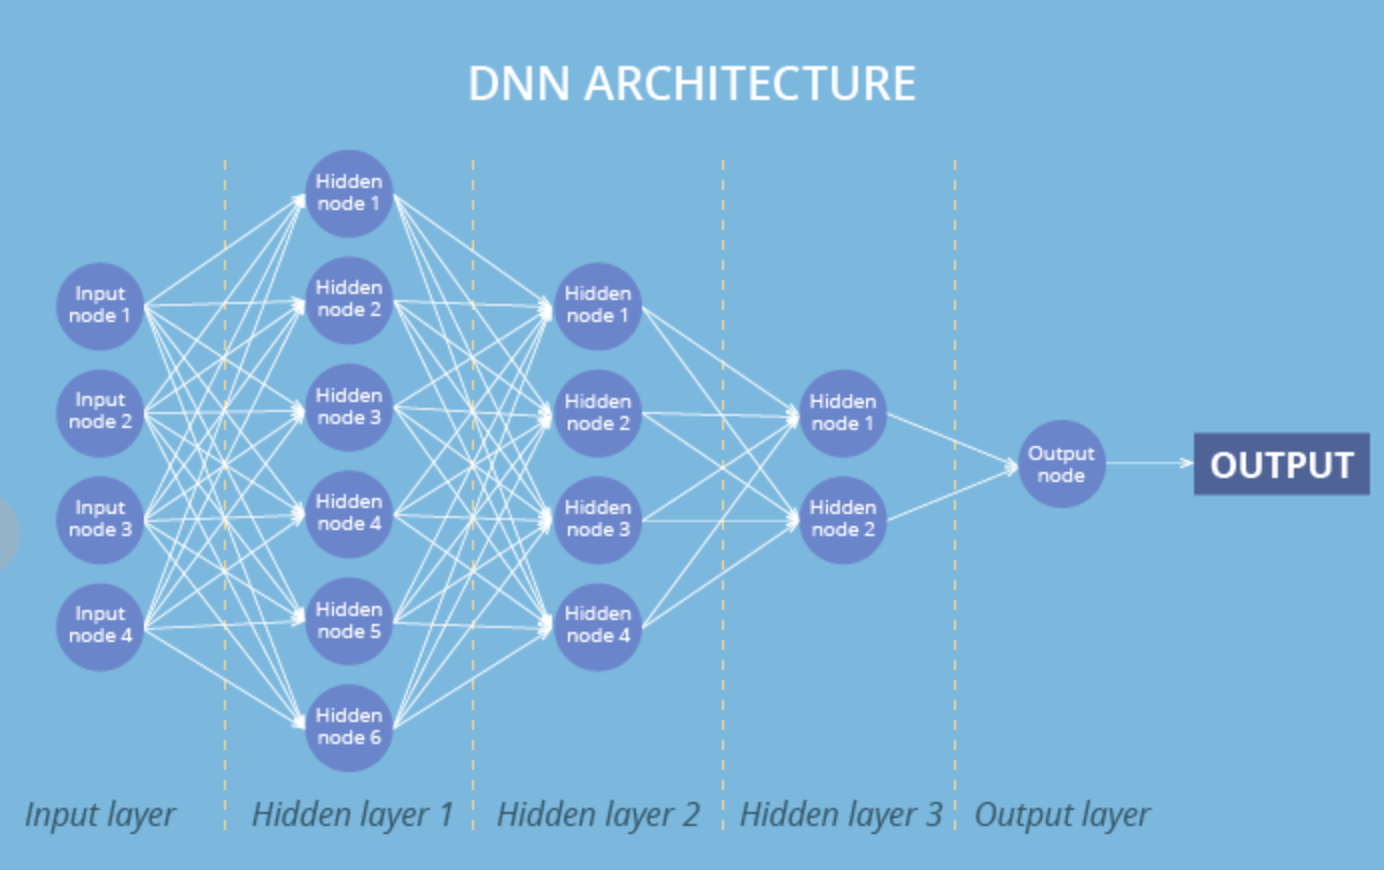 DNN ARCHITECTURE
Input
node 1
Input
node 2
Input
node 3
Input
node 4
Hidden
node 1
Hidden
node 2
Hidden
node 3
Hidden
node 4
Hidden
node 5
Hidden
node 6
Hidden
node 1
Hidden
node 2
Hidden
node 3
Hidden
node 4
Hidden
node 1
Hidden
node 2
Output
node
OUTPUT
Input layer
Hidden layer 1
Hidden layer 2
Hidden layer 3
Output layer